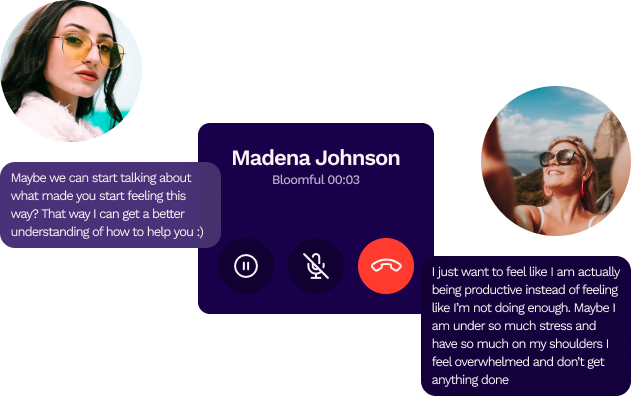 Madena Johnson
Bloomful 00:03
Maybe we can start talking about
what made you start feeling this
way? That way I can get a better
understanding of how to help you :)
I just want to feel like I am actually
being productive instead of feeling
like I'm not doing enough. Maybe I
am under so much stress and
have so much on my shoulders I
feel overwhelmed and don't get
anything done